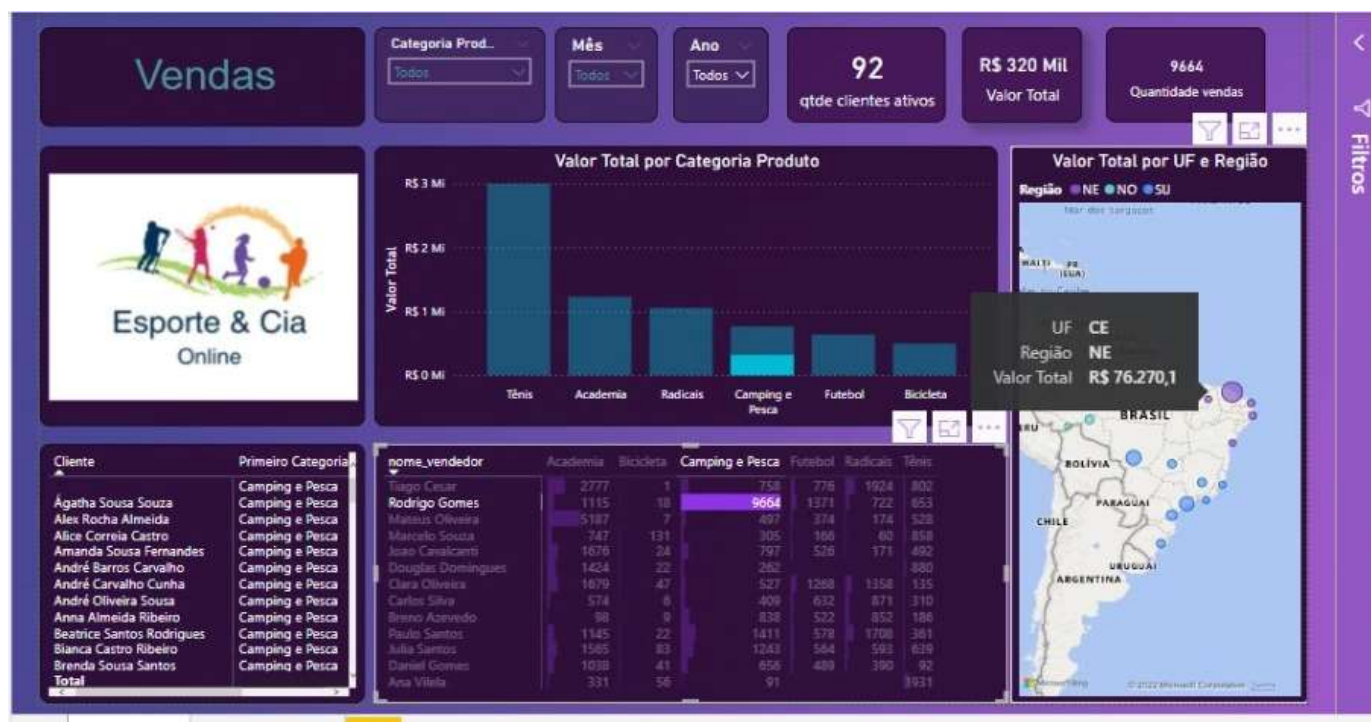 Vendas
Categoria Prod...
Todos
Mês
Todos
Ano
Todos
92
qtde clientes ativos
R$ 320 Mil
Valor Total
9664
Quantidade vendas
Filtros
Esporte & Cia
Online
Valor Total por Categoria Produto
Valor Total
R$ 3 Mi
R$ 2 Mi
R$ 1 Mi
R$ 0 Mi
Tênis Academia Radicais Camping e Pesca Futebol Bicicleta
Valor Total por UF e Região
Região NE NO SU
Mar dos Sargaços
HAITI PR
(EUA)
UF CE
Região NE
Valor Total R$ 76.270,1
BRASIL
BOLÍVIA
PARAGUAI
CHILE
URUGUAI
ARGENTINA
© 2022 Microsoft Corporation
Cliente Primeiro Categoria
Camping e Pesca
Ágatha Sousa Souza Camping e Pesca
Alex Rocha Almeida Camping e Pesca
Alice Correia Castro Camping e Pesca
Amanda Sousa Fernandes Camping e Pesca
André Barros Carvalho Camping e Pesca
André Carvalho Cunha Camping e Pesca
André Oliveira Sousa Camping e Pesca
Anna Almeida Ribeiro Camping e Pesca
Beatrice Santos Rodrigues Camping e Pesca
Bianca Castro Ribeiro Camping e Pesca
Brenda Sousa Santos Camping e Pesca
Total
nome_vendedor Academia Bicicleta Camping e Pesca Futebol Radicais Tênis
Tiago Cesar 2777 1 758 776 1924 802
Rodrigo Gomes 1115 18 9664 1371 722 653
Mateus Oliveira 5187 7 497 374 174 528
Marcelo Souza 747 131 305 166 60 858
Joao Cavalcanti 1676 24 797 526 171 492
Douglas Domingues 1424 22 262 880
Clara Oliveira 1679 47 527 1268 1358 135
Carlos Silva 574 6 409 632 871 310
Breno Azevedo 98 9 838 522 852 186
Paulo Santos 1145 22 1411 578 1708 361
Julia Santos 1565 83 1243 564 593 639
Daniel Gomes 1038 41 656 489 390 92
Ana Vilela 331 56 91 3931